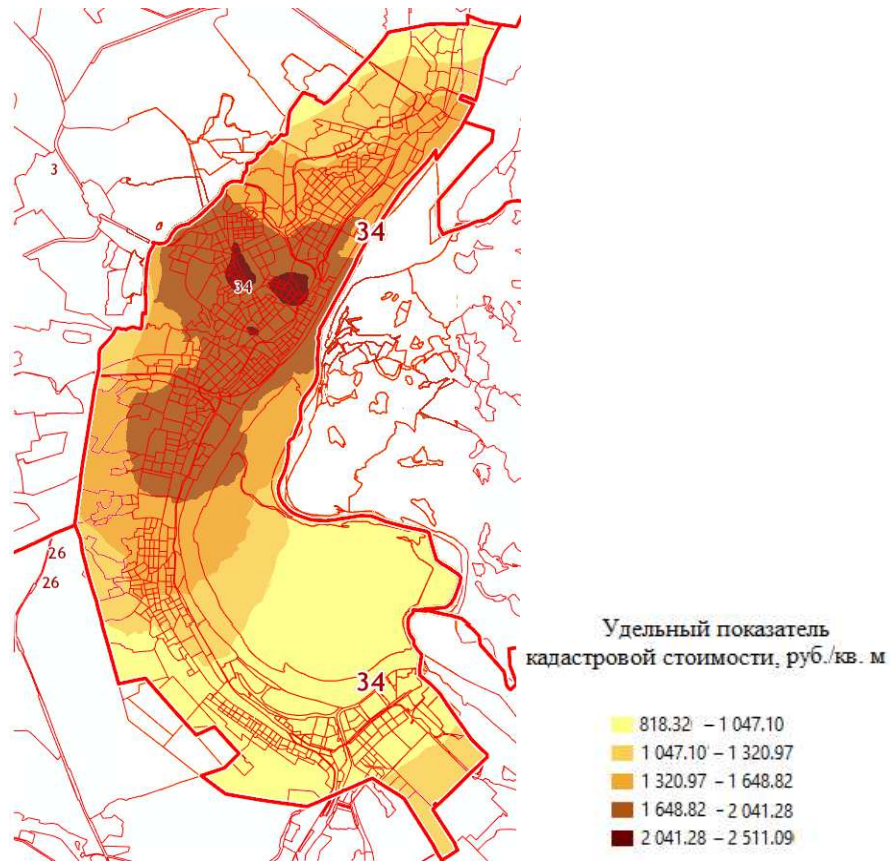 3
34
34
26
26
34
Удельный показатель
кадастровой стоимости, руб./кв. м
818.32 – 1 047.10
1 047.10 – 1 320.97
1 320.97 – 1 648.82
1 648.82 – 2 041.28
2 041.28 – 2 511.09